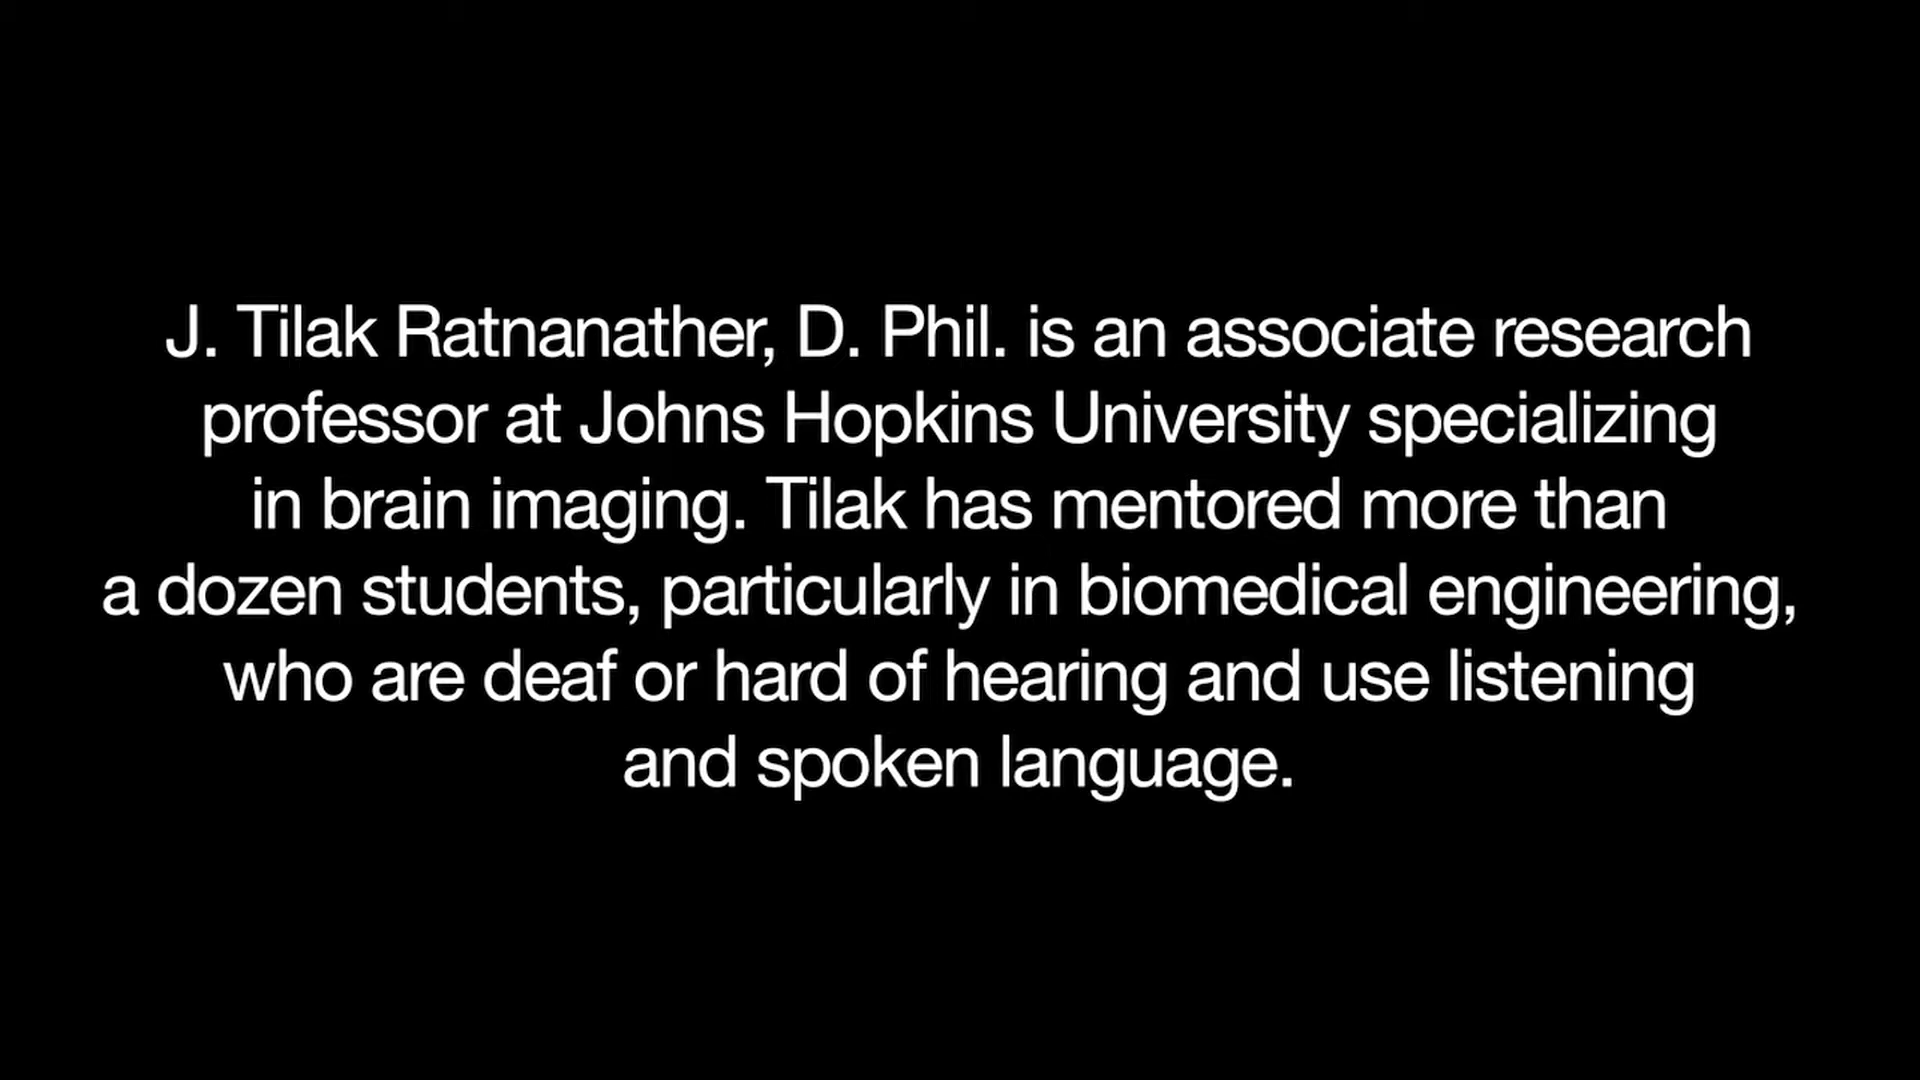 J. Tilak Ratnanather, D. Phil. is an associate research
professor at Johns Hopkins University specializing
in brain imaging. Tilak has mentored more than
a dozen students, particularly in biomedical engineering,
who are deaf or hard of hearing and use listening
and spoken language.